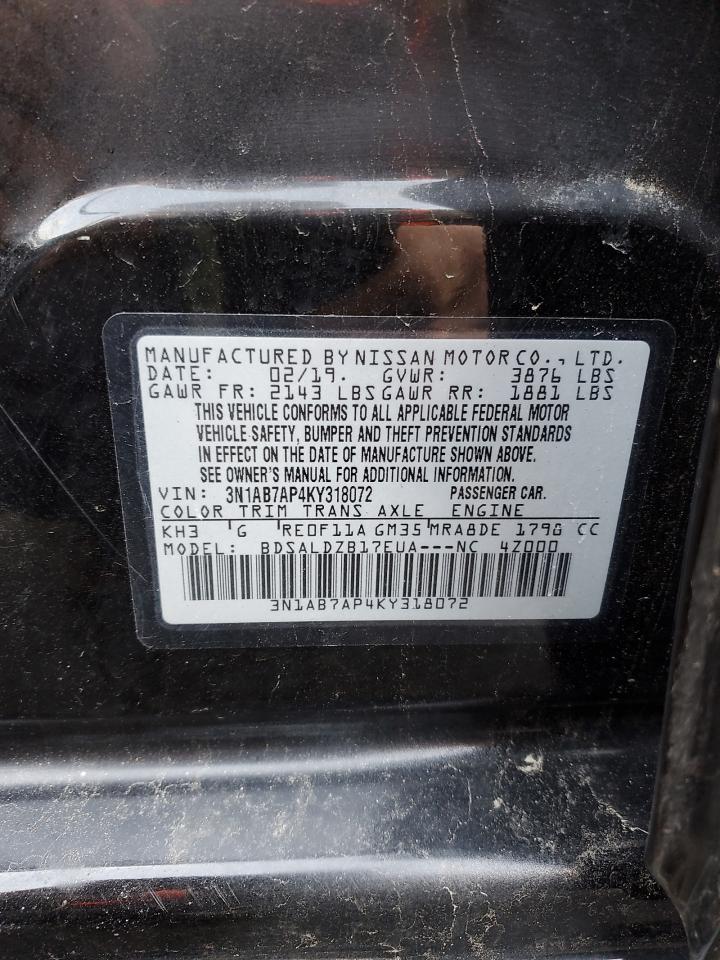 MANUFACTURED BY NISSAN MOTOR CO., LTD.
DATE: 02/19. GVWR: 3876 LBS
GAWR FR: 2143 LBS GAWR RR: 1881 LBS
THIS VEHICLE CONFORMS TO ALL APPLICABLE FEDERAL MOTOR
VEHICLE SAFETY, BUMPER AND THEFT PREVENTION STANDARDS
IN EFFECT ON THE DATE OF MANUFACTURE SHOWN ABOVE.
SEE OWNER'S MANUAL FOR ADDITIONAL INFORMATION.
VIN: 3N1AB7AP4KY318072 PASSENGER CAR.
COLOR TRIM TRANS AXLE ENGINE
KH3 G RE0F11A GM35 MRA8DE 1798 CC
MODEL: BDSALDZB17EUA---NC 4Z000
3N1AB7AP4KY318072